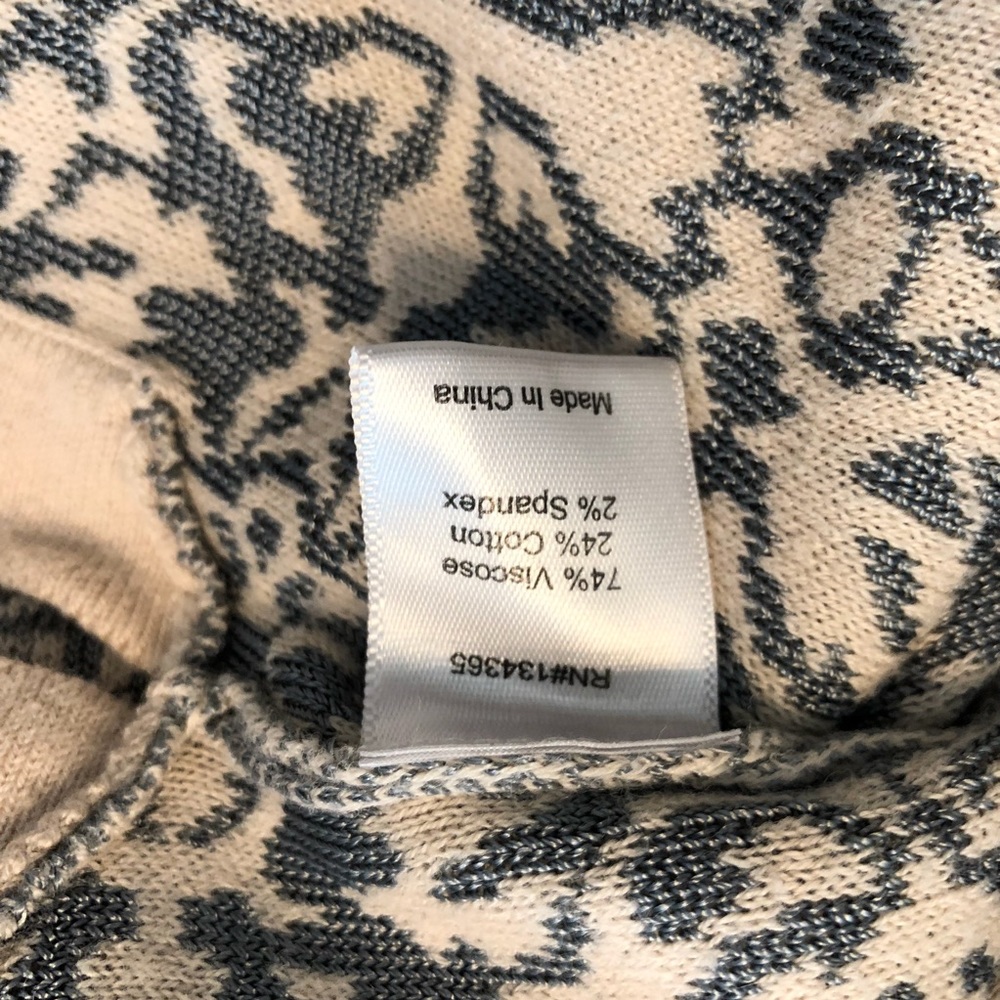 RN#134365
74% Viscose
24% Cotton
2% Spandex
Made In China